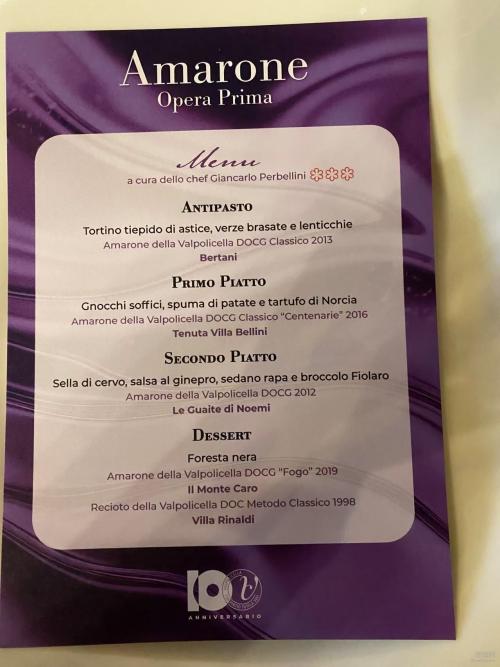 Amarone
Opera Prima
Menu
a cura dello chef Giancarlo Perbellini
Antipasto
Tortino tiepido di astice, verze brasate e lenticchie
Amarone della Valpolicella DOCG Classico 2013
Bertani
Primo Piatto
Gnocchi soffici, spuma di patate e tartufo di Norcia
Amarone della Valpolicella DOCG Classico "Centenarie" 2016
Tenuta Villa Bellini
Secondo Piatto
Sella di cervo, salsa al ginepro, sedano rapa e broccolo Fiolaro
Amarone della Valpolicella DOCG 2012
Le Guaite di Noemi
Dessert
Foresta nera
Amarone della Valpolicella DOCG "Fogo" 2019
Il Monte Caro
Recioto della Valpolicella DOC Metodo Classico 1998
Villa Rinaldi
100
ANNIVERSARIO